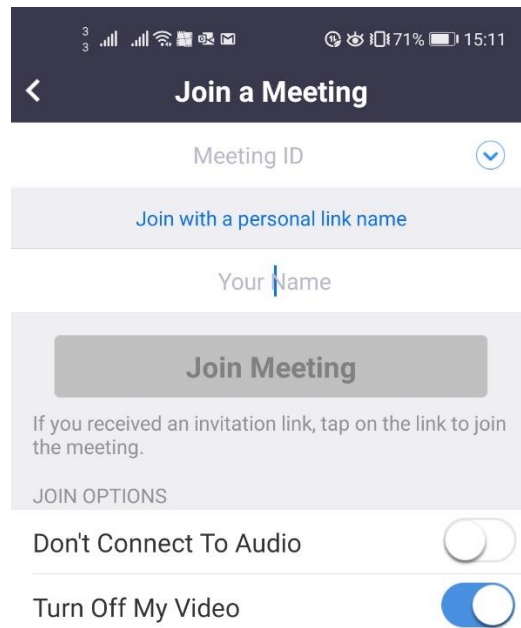 3
3
71% 15:11
Join a Meeting
Meeting ID
Join with a personal link name
Your Name
Join Meeting
If you received an invitation link, tap on the link to join
the meeting.
JOIN OPTIONS
Don't Connect To Audio
Turn Off My Video